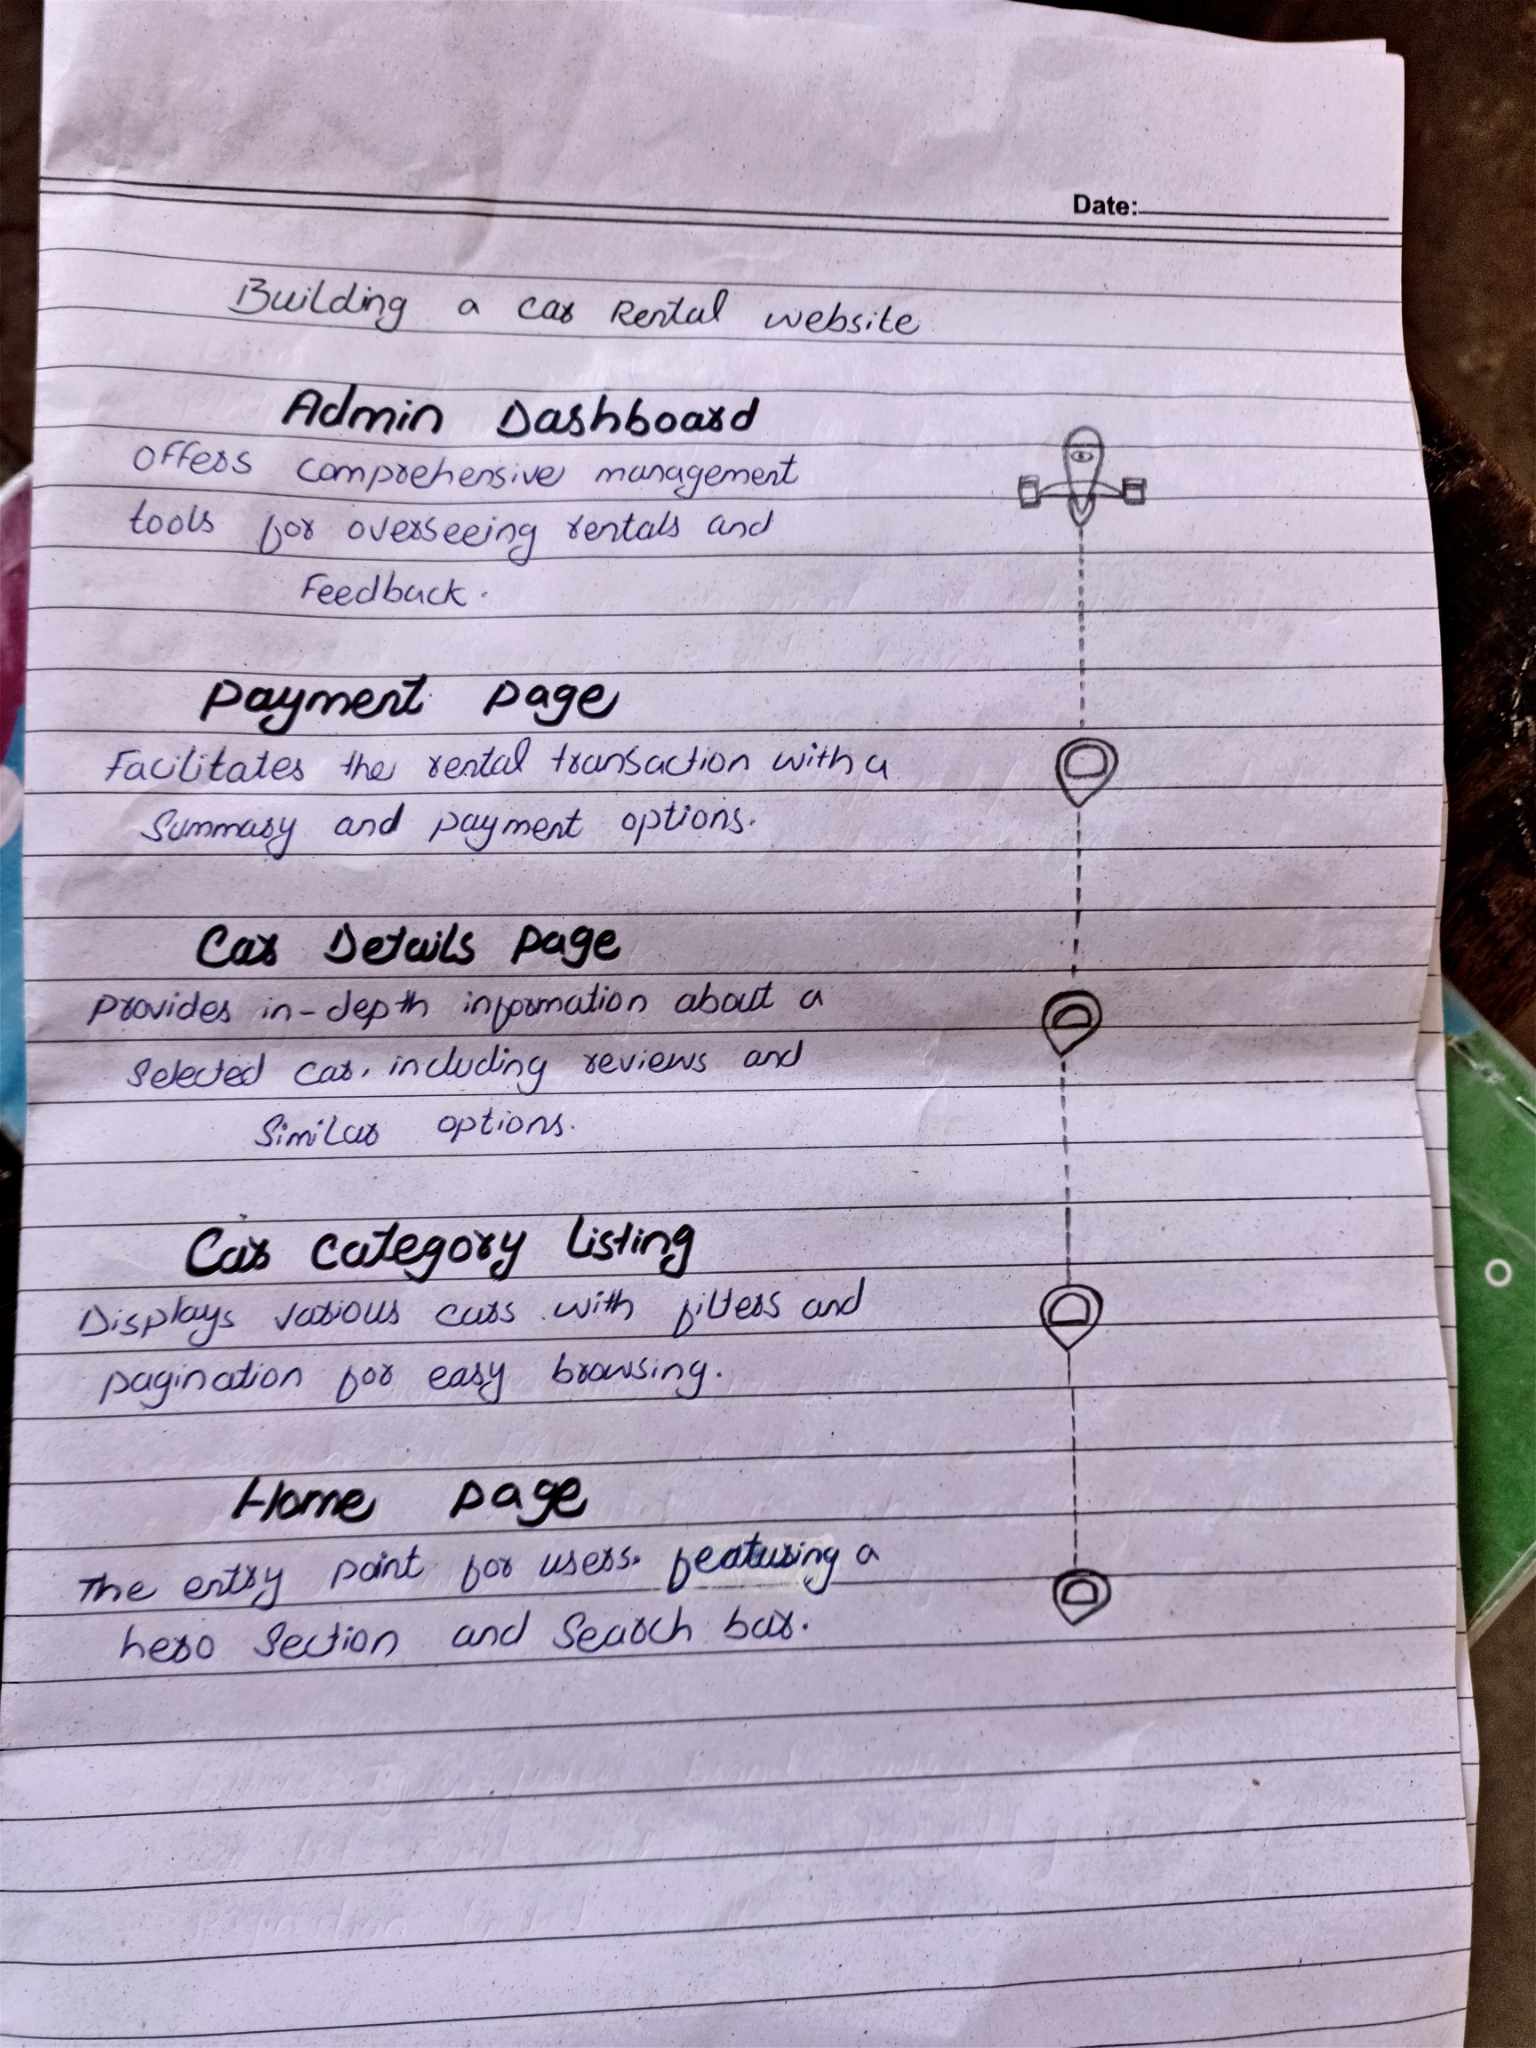 Date:
Building a Car Rental website
Admin Dashboard
Offers comprehensive management
tools for overseeing rentals and
Feedback.
Payment Page
Facilitates the rental transaction with a
Summary and payment options.
Car Details Page
Provides in-depth information about a
Selected car, including reviews and
Similar options.
Car Category Listing
Displays various cars with filters and
pagination for easy browsing.
Home Page
The entry point for users. featuring a
hero Section and Search bar.